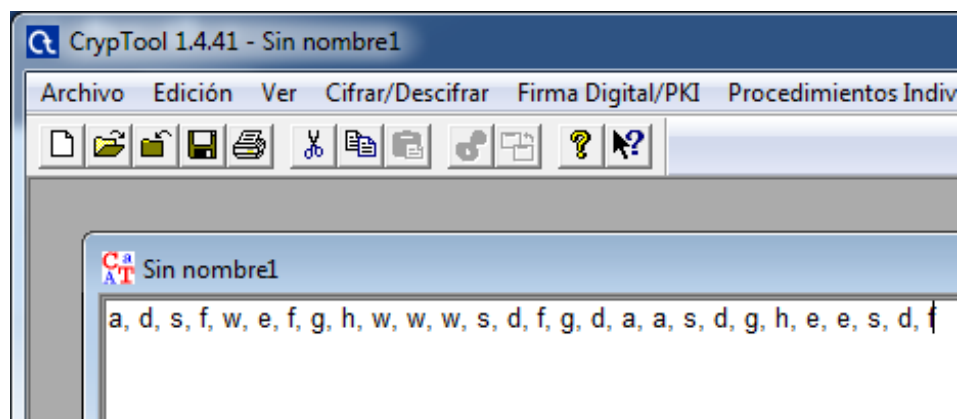 CrypTool 1.4.41 - Sin nombre1
Archivo Edición Ver Cifrar/Descifrar Firma Digital/PKI Procedimientos Indiv
Sin nombre1
a, d, s, f, w, e, f, g, h, w, w, w, s, d, f, g, d, a, a, s, d, g, h, e, e, s, d, f